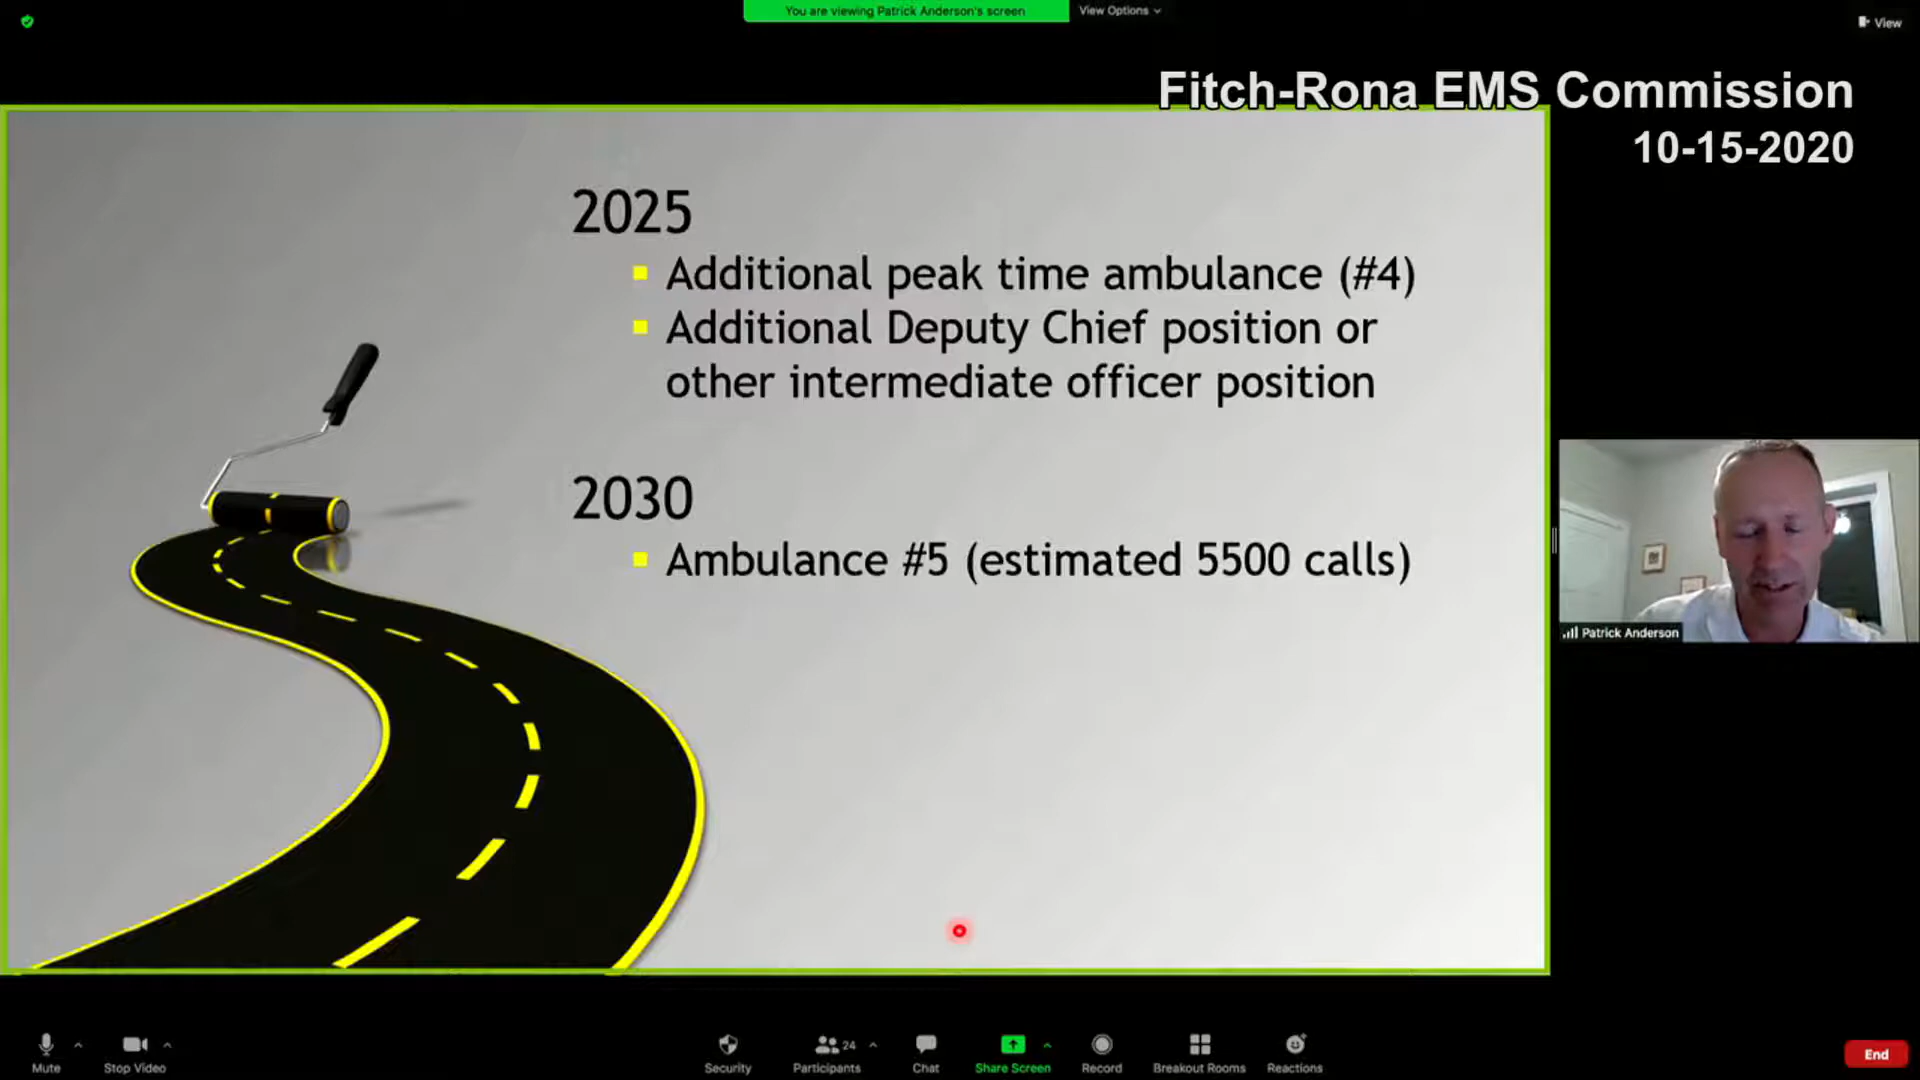 You are viewing Patrick Anderson's screen
View Options
View
Fitch-Rona EMS Commission
10-15-2020
2025
Additional peak time ambulance (#4)
Additional Deputy Chief position or
other intermediate officer position
2030
Ambulance #5 (estimated 5500 calls)
Patrick Anderson
Mute
Stop Video
Security
24
Participants
Chat
Share Screen
Record
Breakout Rooms
Reactions
End